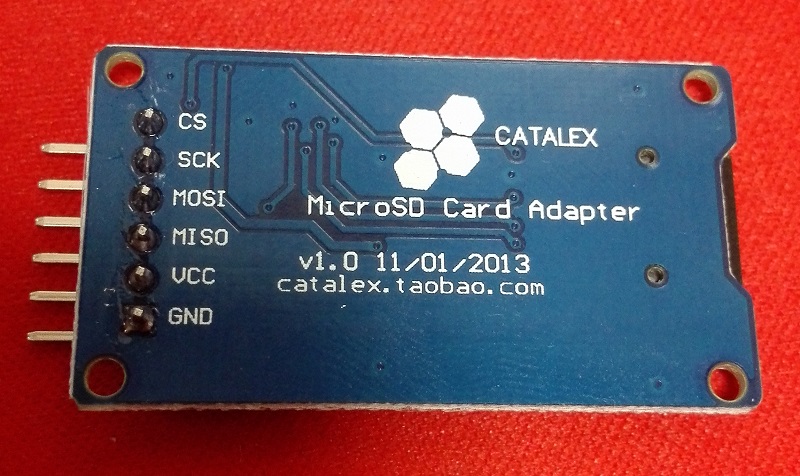 CS
SCK
MOSI
MISO
VCC
GND
CATALEX
MicroSD Card Adapter
v1.0 11/01/2013
catalex.taobao.com